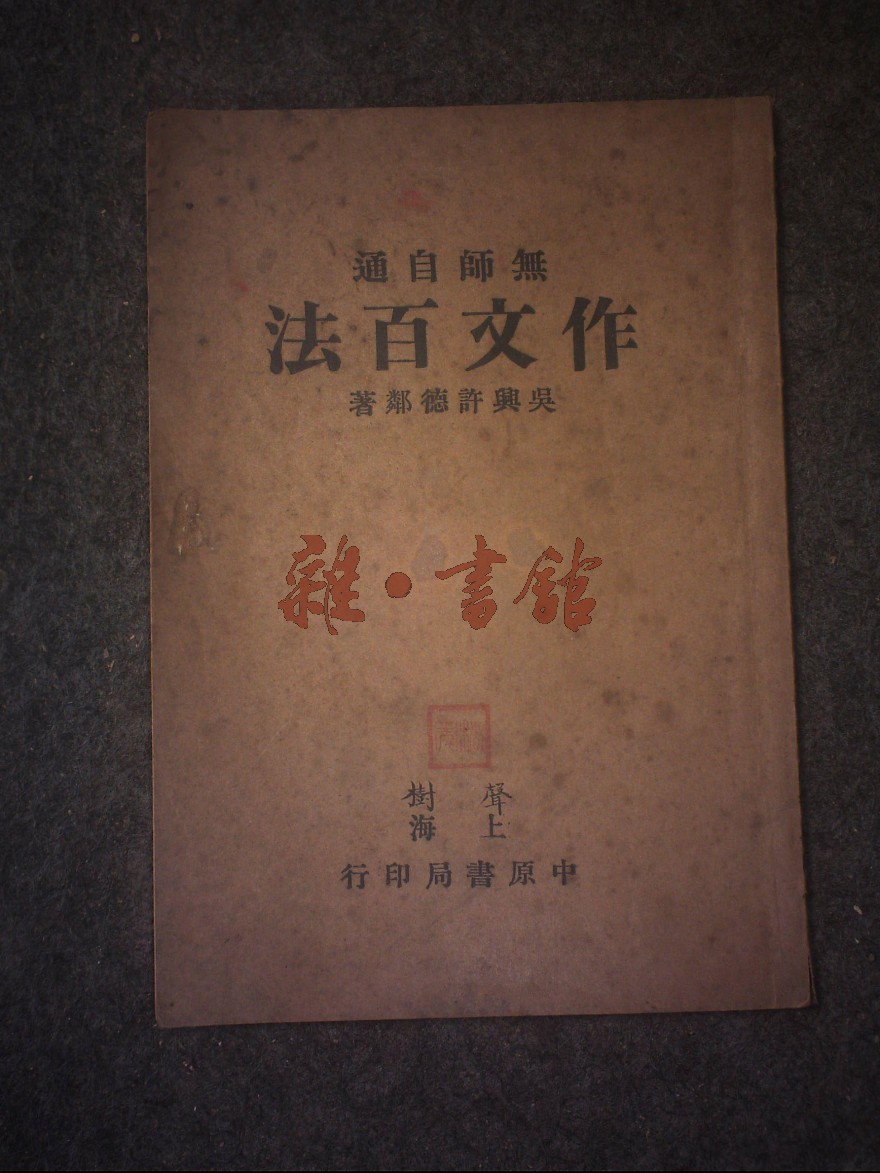 無師自通
作文百法
吳興許德鄰著
雜·書館
聲樹
上海
中原書局印行